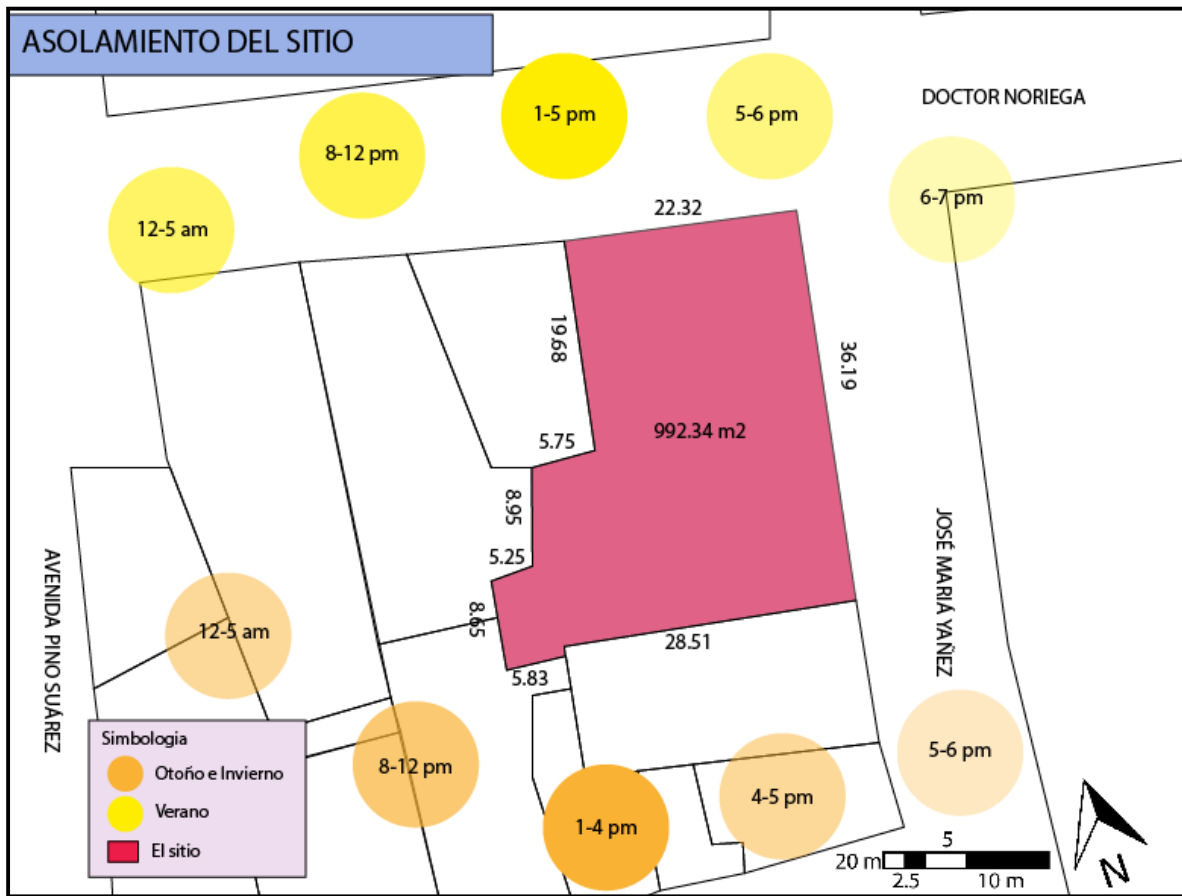 ASOLAMIENTO DEL SITIO
1-5 pm
5-6 pm
DOCTOR NORIEGA
8-12 pm
6-7 pm
12-5 am
22.32
19.68
36.19
992.34 m2
5.75
8.95
5.25
8.65
28.51
5.83
JOSÉ MARIÁ YAÑEZ
AVENIDA PINO SUÁREZ
12-5 am
8-12 pm
1-4 pm
4-5 pm
5-6 pm
Simbologia
Otoño e Invierno
Verano
El sitio
5
20 m
2.5
10 m
N